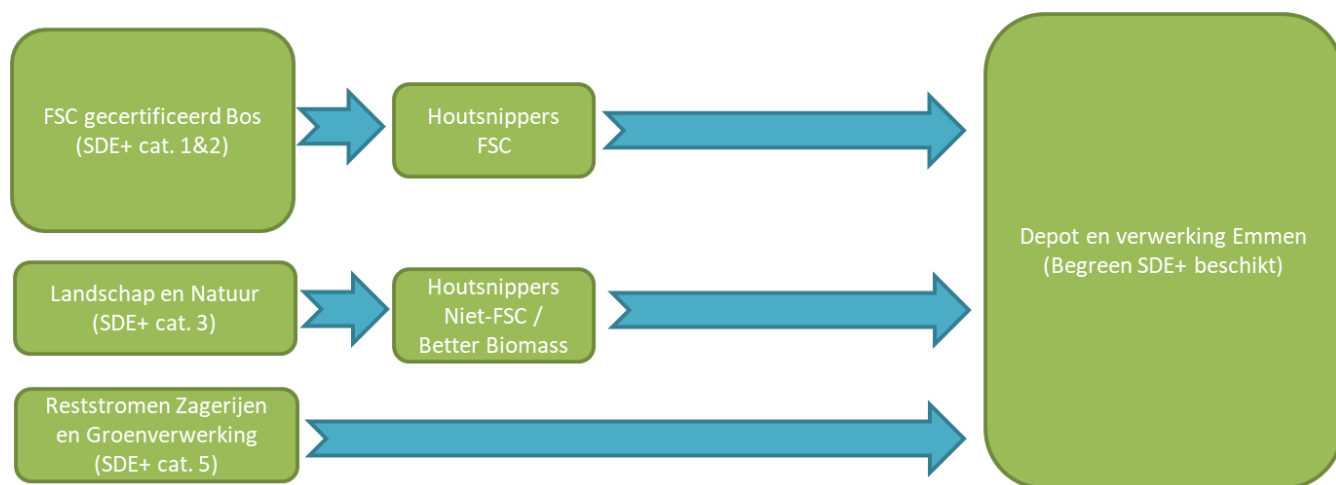 FSC gecertificeerd Bos
(SDE+ cat. 1&2)
Houtsnippers
FSC
Landschap en Natuur
(SDE+ cat. 3)
Houtsnippers
Niet-FSC /
Better Biomass
Reststromen Zagerijen
en Groenverwerking
(SDE+ cat. 5)
Depot en verwerking Emmen
(Begreen SDE+ beschikt)